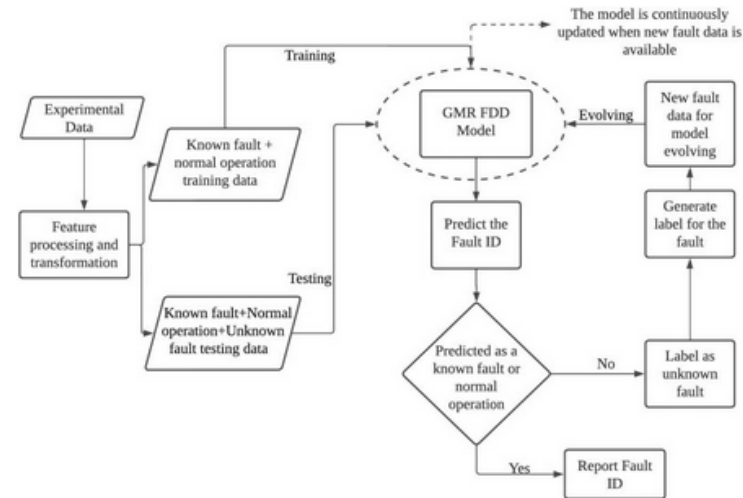 The model is continuously
updated when new fault data is
available
Training
Experimental
Data
GMR FDD
Model
Evolving
New fault
data for
model
evolving
Known fault +
normal operation
training data
Feature
processing and
transformation
Predict the
Fault ID
Generate
label for the
fault
Testing
Known fault+Normal
operation+Unknown
fault testing data
Predicted as a
known fault or
normal
operation
No
Label as
unknown
fault
Yes
Report Fault
ID